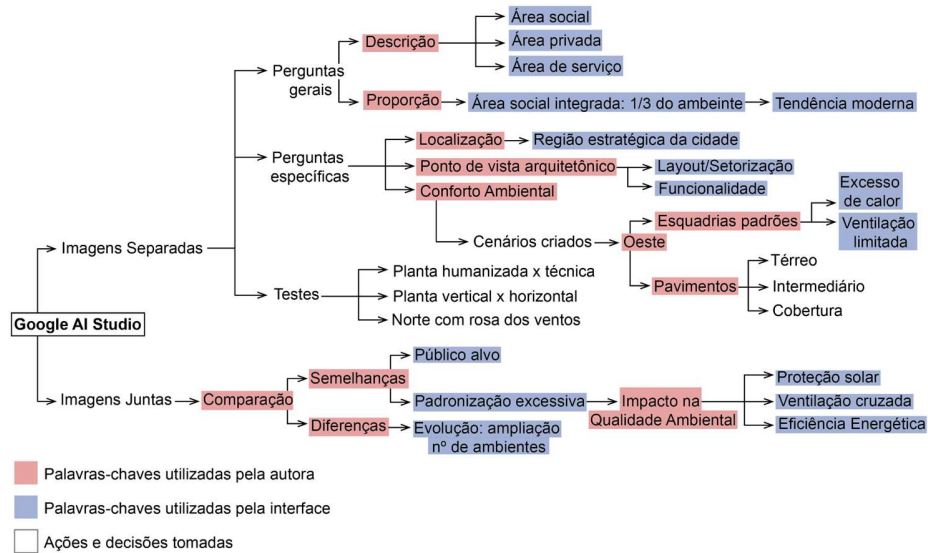 Google AI Studio
Imagens Separadas
Perguntas
gerais
Descrição
Área social
Área privada
Área de serviço
Proporção
Área social integrada: 1/3 do ambeinte
Tendência moderna
Perguntas
específicas
Localização
Região estratégica da cidade
Ponto de vista arquitetônico
Layout/Setorização
Funcionalidade
Conforto Ambiental
Cenários criados
Oeste
Esquadrias padrões
Excesso
de calor
Ventilação
limitada
Pavimentos
Térreo
Intermediário
Cobertura
Testes
Planta humanizada x técnica
Planta vertical x horizontal
Norte com rosa dos ventos
Imagens Juntas
Comparação
Semelhanças
Público alvo
Padronização excessiva
Impacto na
Qualidade Ambiental
Proteção solar
Ventilação cruzada
Eficiência Energética
Diferenças
Evolução: ampliação
nº de ambientes
Palavras-chaves utilizadas pela autora
Palavras-chaves utilizadas pela interface
Ações e decisões tomadas